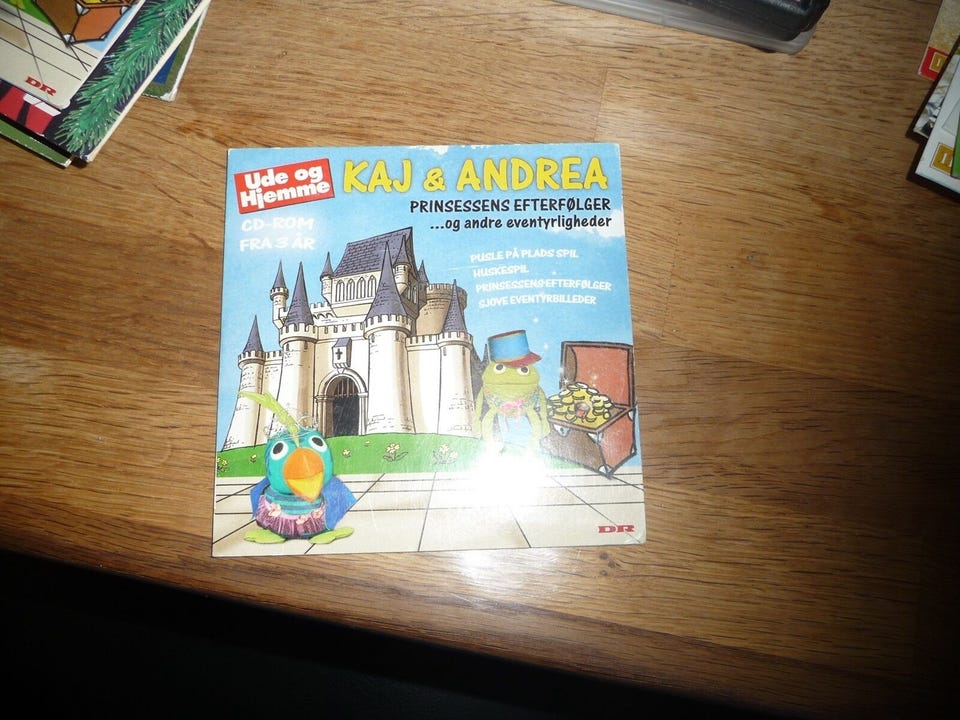 Ude og
Hjemme
KAJ & ANDREA
PRINSESSENS EFTERFØLGER
...og andre eventyrligheder
CD-ROM
FRA 3 ÅR
PUSLE PÅ PLADS SPIL
HUSKESPIL
PRINSESSENS EFTERFØLGER
SJOVE EVENTYRBILLEDER
DR
DR